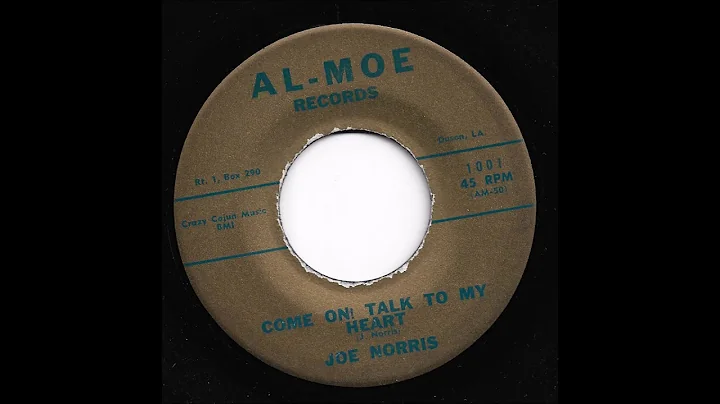 AL-MOE
RECORDS
Rt. 1, Box 290
Duson, LA.
1001
45 RPM
(AM-50)
Crazy Cajun Music
BMI
COME ON! TALK TO MY
HEART
(J. Norris)
JOE NORRIS